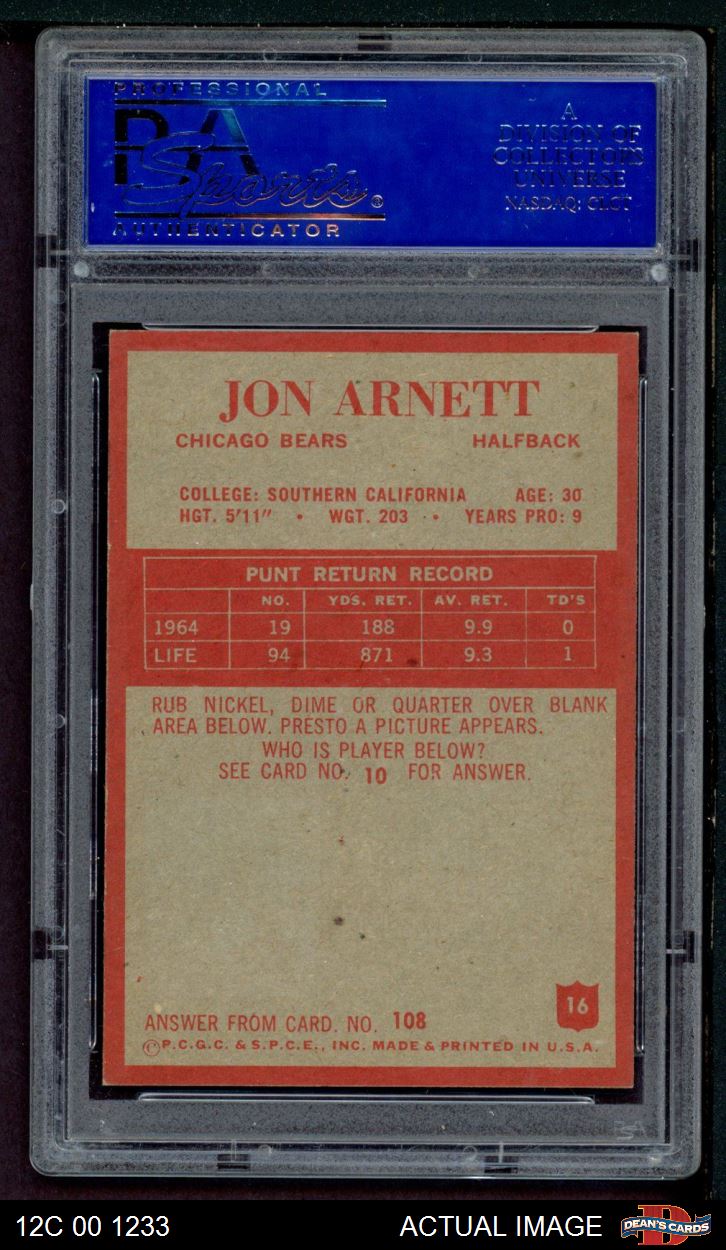 PROFESSIONAL
PSA
Sports®
AUTHENTICATOR
A
DIVISION OF
COLLECTORS
UNIVERSE
NASDAQ: CLCT
JON ARNETT
CHICAGO BEARS HALFBACK
COLLEGE: SOUTHERN CALIFORNIA AGE: 30
HGT. 5'11" • WGT. 203 • YEARS PRO: 9
PUNT RETURN RECORD
NO. YDS. RET. AV. RET. TD'S
1964 19 188 9.9 0
LIFE 94 871 9.3 1
RUB NICKEL, DIME OR QUARTER OVER BLANK
AREA BELOW. PRESTO A PICTURE APPEARS.
WHO IS PLAYER BELOW?
SEE CARD NO. 10 FOR ANSWER.
16
ANSWER FROM CARD. NO. 108
©P.C.G.C. & S.P.C.E., INC. MADE & PRINTED IN U.S.A.
12C 00 1233 ACTUAL IMAGE DEAN'S CARDS